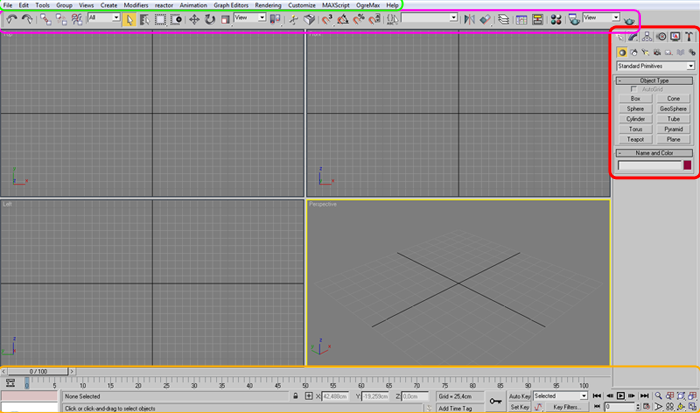 File Edit Tools Group Views Create Modifiers reactor Animation Graph Editors Rendering Customize MAXScript OgreMax Help
All View View
Standard Primitives
- Object Type
AutoGrid
Box Cone
Sphere GeoSphere
Cylinder Tube
Torus Pyramid
Teapot Plane
- Name and Color
Left Perspective
< 0 / 100 >
0 5 10 15 20 25 30 35 40 45 50 55 60 65 70 75 80 85 90 95 100
None Selected X: 42,488cm Y: -19,259cm Z: 0,0cm Grid = 25,4cm Auto Key Selected
Click or click-and-drag to select objects Add Time Tag Set Key Key Filters... 0